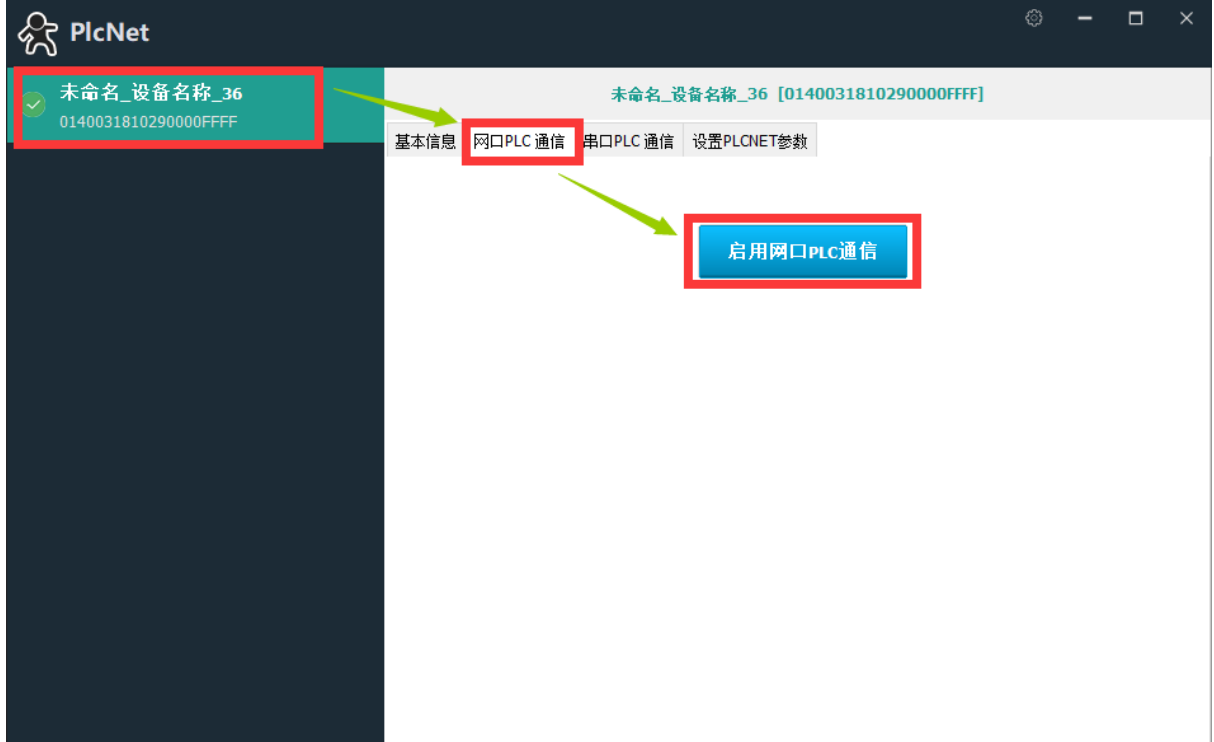 PlcNet
未命名_设备名称_36
0140031810290000FFFF
未命名_设备名称_36 [0140031810290000FFFF]
基本信息 网口PLC通信 串口PLC通信 设置PLCNET参数
启用网口PLC通信